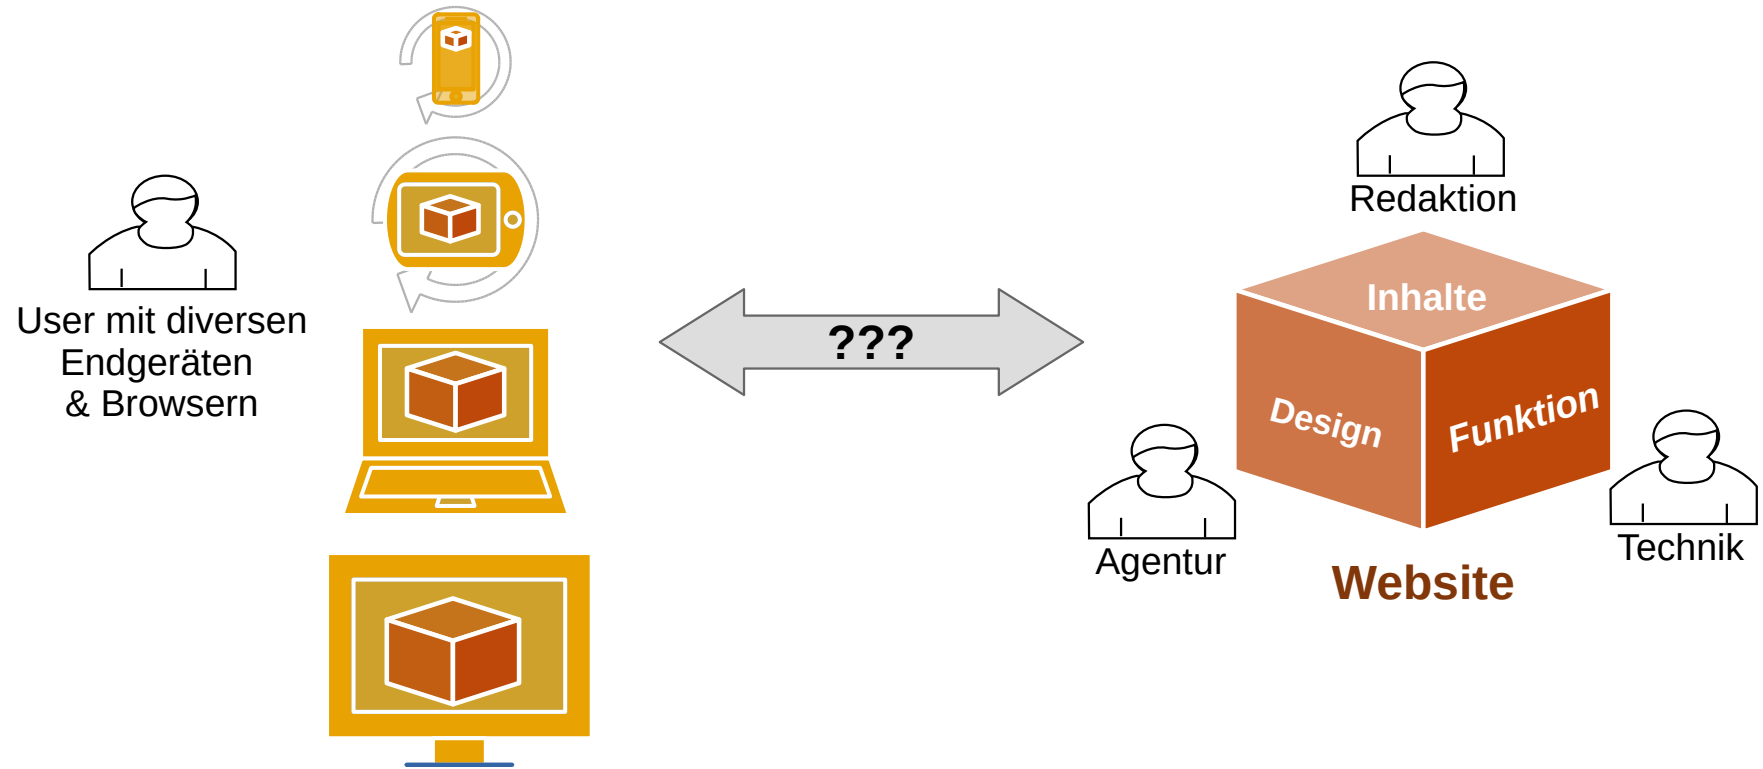 User mit diversen
Endgeräten
& Browsern
???
Redaktion
Inhalte
Design
Funktion
Agentur
Technik
Website